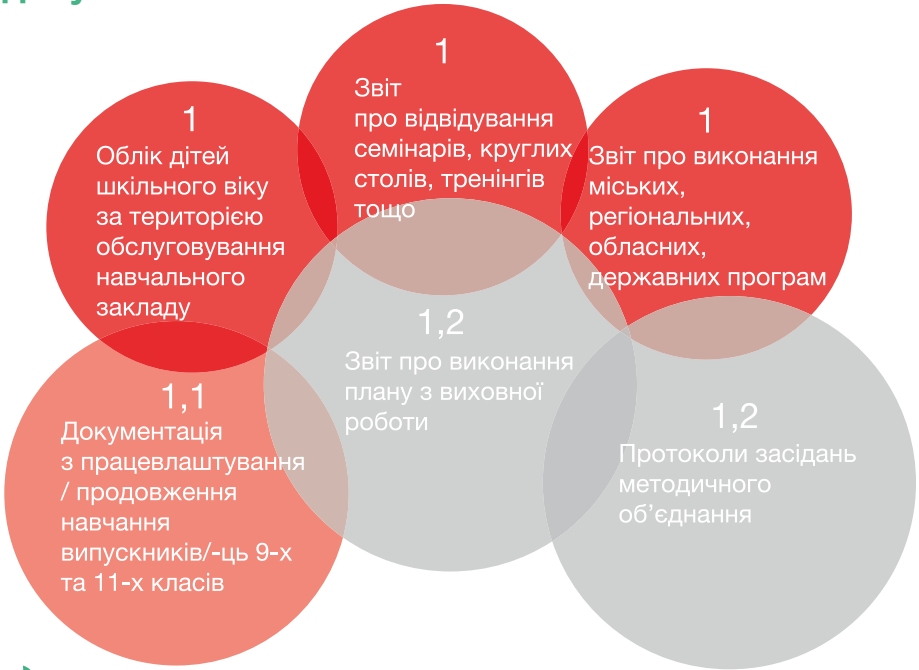 1
Звіт
про відвідування
семінарів, круглих
столів, тренінгів
тощо
1
Облік дітей
шкільного віку
за територією
обслуговування
навчального
закладу
1
Звіт про виконання
міських,
регіональних,
обласних,
державних програм
1,2
Звіт про виконання
плану з виховної
роботи
1,1
Документація
з працевлаштування
/ продовження
навчання
випускників/-ць 9-х
та 11-х класів
1,2
Протоколи засідань
методичного
об’єднання